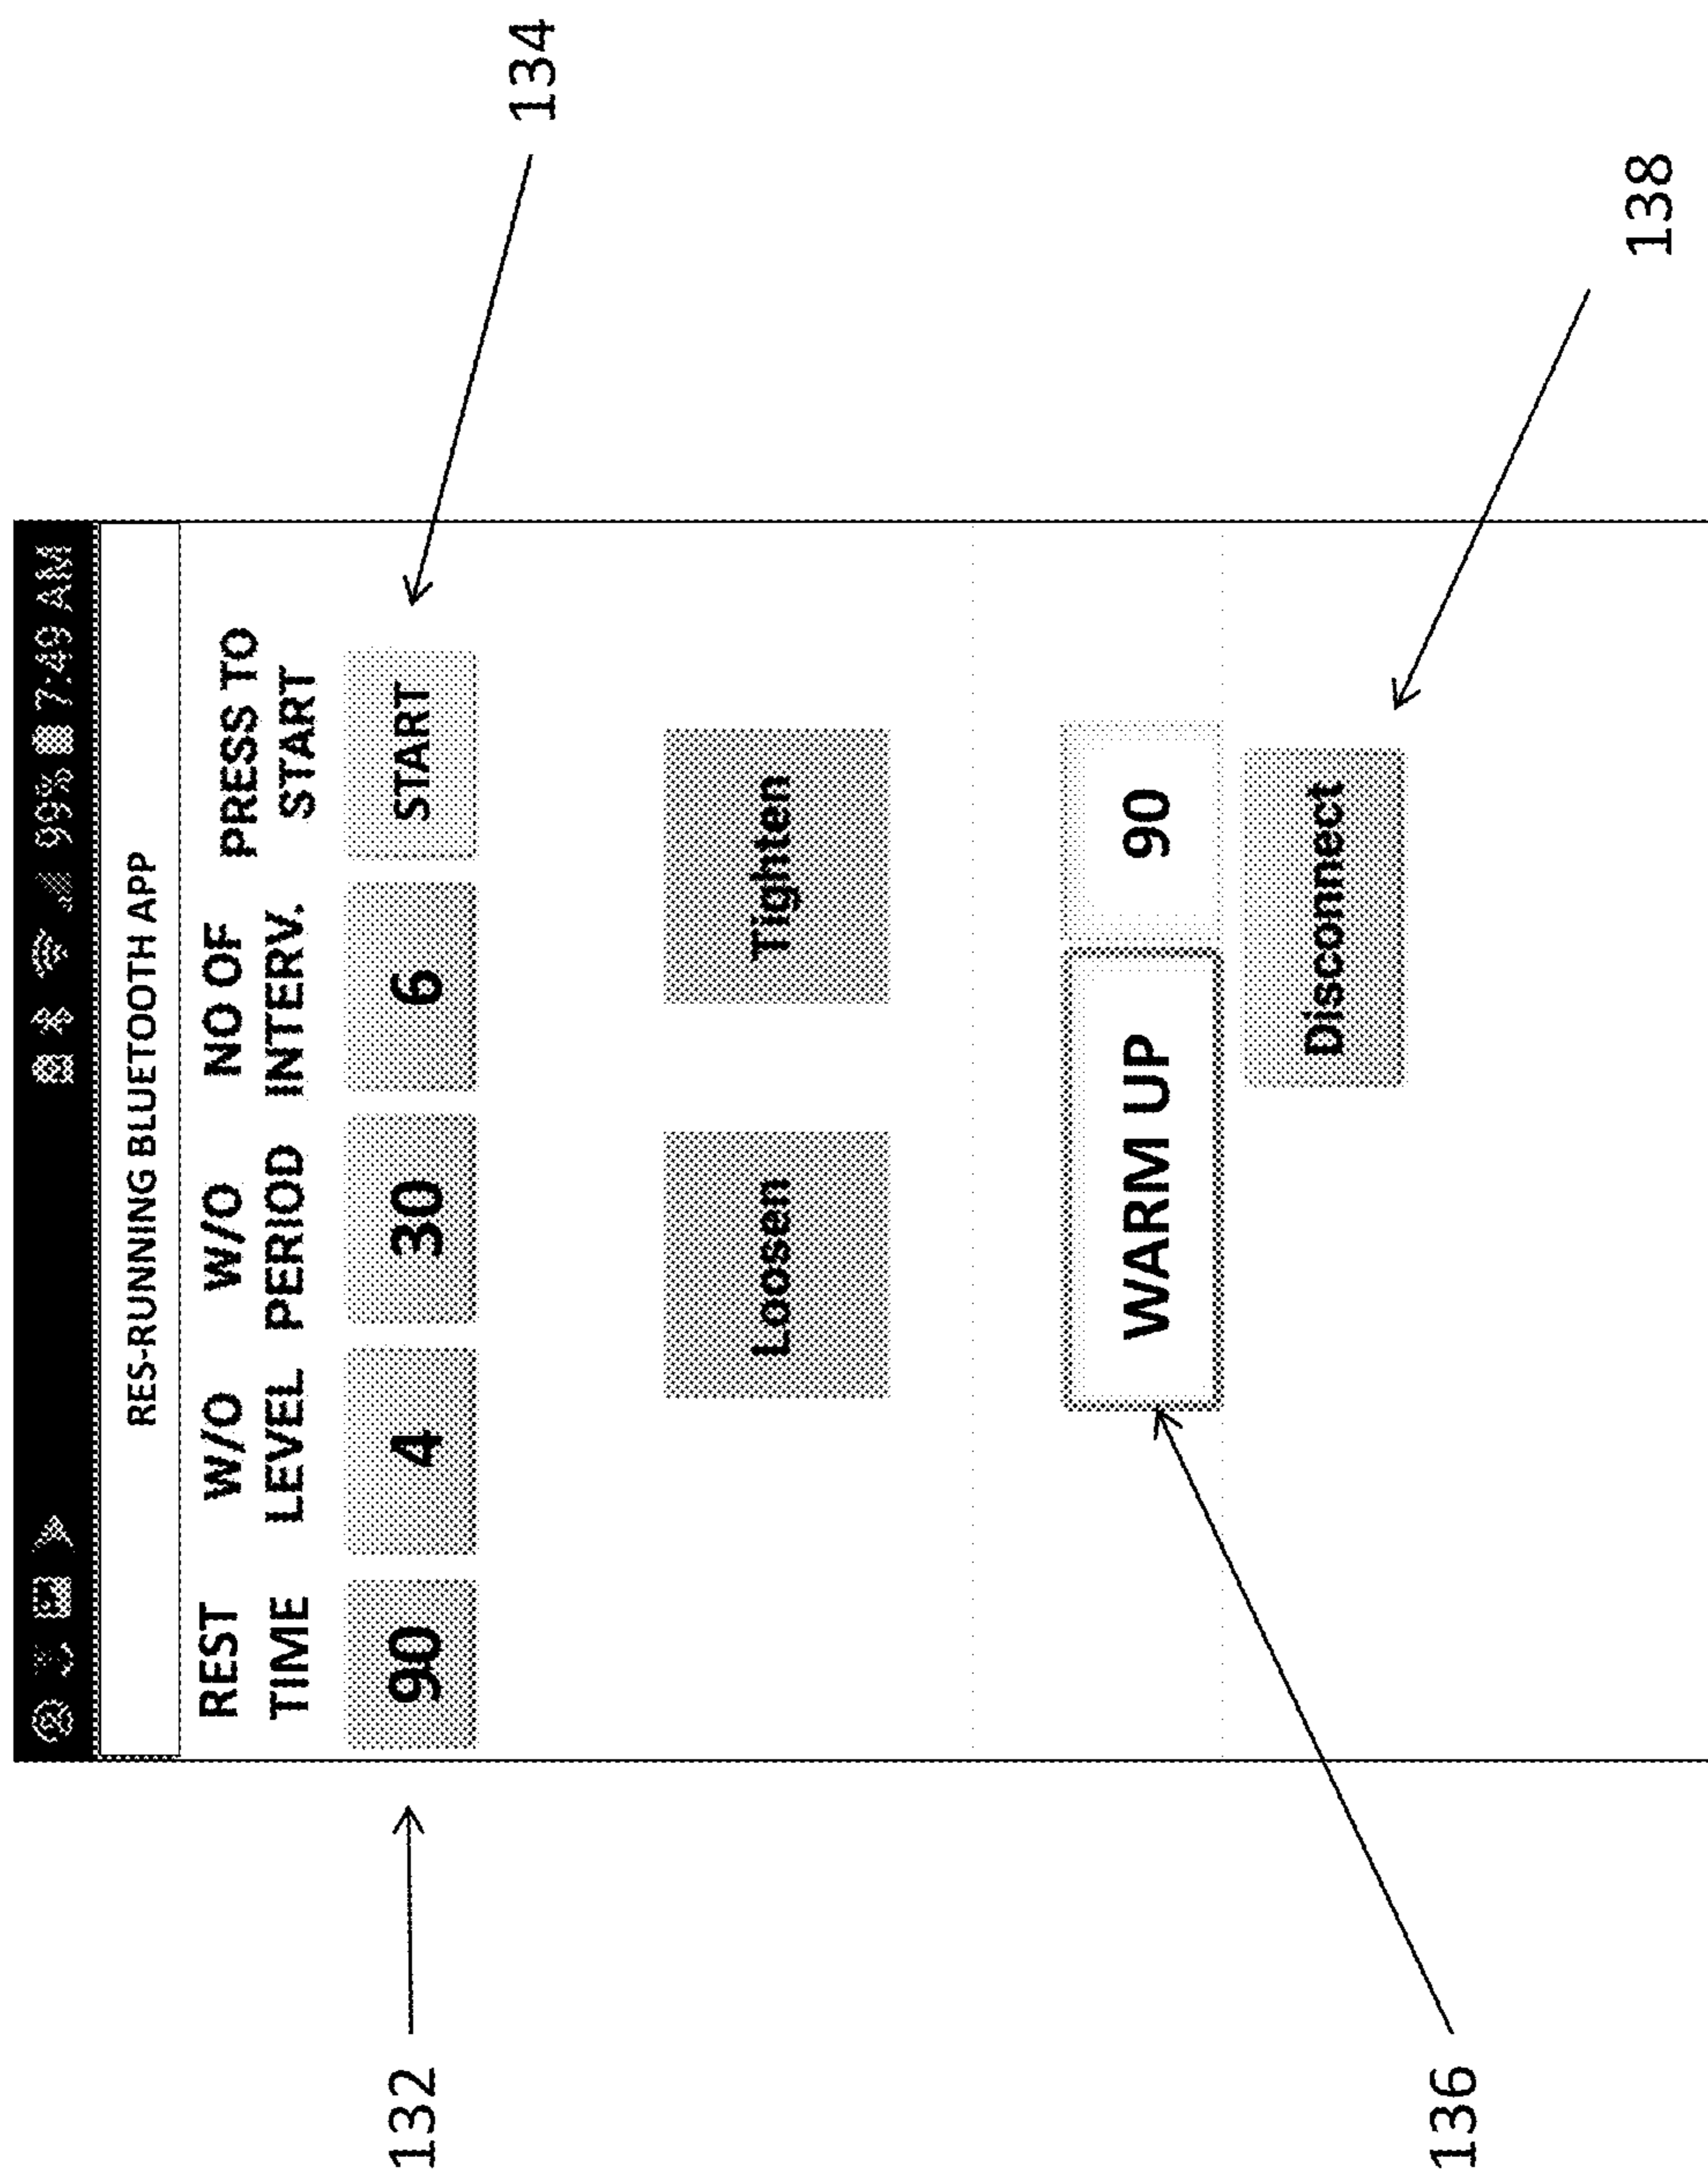 99% 7:49 AM
RES-RUNNING BLUETOOTH APP
REST W/O W/O NO OF PRESS TO
TIME LEVEL PERIOD INTERV. START
132
90 4 30 6 START
134
Loosen Tighten
WARM UP 90
136
Disconnect
138